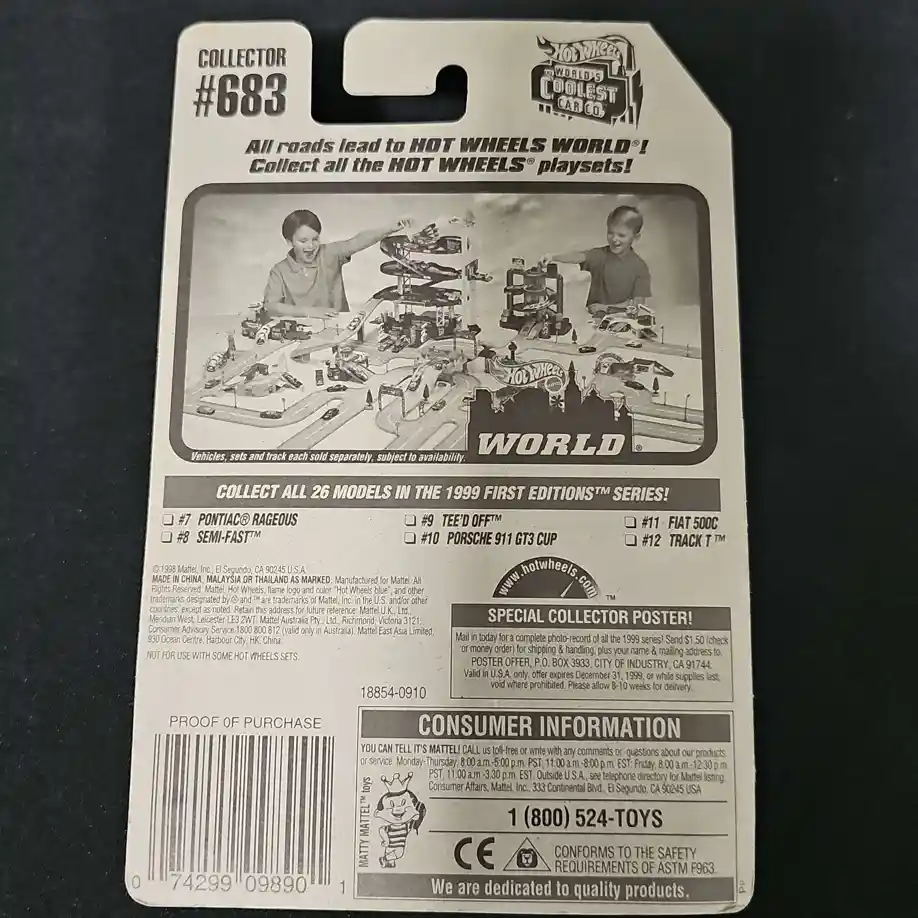 COLLECTOR
#683
Hot Wheels
WORLD'S
COOLEST
CAR CO.
All roads lead to HOT WHEELS WORLD®!
Collect all the HOT WHEELS® playsets!
Hot Wheels
WORLD®
Vehicles, sets and track each sold separately, subject to availability.
COLLECT ALL 26 MODELS IN THE 1999 FIRST EDITIONS™ SERIES!
#7 PONTIAC® RAGEOUS
#8 SEMI-FAST™
#9 TEE'D OFF™
#10 PORSCHE 911 GT3 CUP
#11 FIAT 500C
#12 TRACK T™
©1998 Mattel, Inc. El Segundo, CA 90245 U.S.A.
MADE IN CHINA, MALAYSIA OR THAILAND AS MARKED. Manufactured for Mattel. All
Rights Reserved. Mattel, Hot Wheels, flame logo and color "Hot Wheels blue", and other
trademarks designated by ® and ™ are trademarks of Mattel, Inc. in the U.S. and/or other
countries, except as noted. Retain this address for future reference: Mattel U.K., Ltd.,
Meridian West, Leicester LE3 2WT. Mattel Australia Pty., Ltd., Richmond, Victoria 3121.
Consumer Advisory Service 1800 800 812 (valid only in Australia). Mattel East Asia Limited,
930 Ocean Centre, Harbour City, HK, China.
NOT FOR USE WITH SOME HOT WHEELS SETS.
18854-0910
www.hotwheels.com ™
SPECIAL COLLECTOR POSTER!
Mail in today for a complete photo-record of all the 1999 series! Send $1.50 (check
or money order) for shipping & handling, plus your name & mailing address to:
POSTER OFFER, P.O. BOX 3933, CITY OF INDUSTRY, CA 91744.
Valid in U.S.A. only, offer expires December 31, 1999, or while supplies last,
void where prohibited. Please allow 8-10 weeks for delivery.
PROOF OF PURCHASE
0 74299 09890 1
CONSUMER INFORMATION
YOU CAN TELL IT'S MATTEL! CALL us toll-free or write with any comments or questions about our products
or service. Monday-Thursday, 8:00 a.m.-5:00 p.m. PST; 11:00 a.m.-8:00 p.m. EST: Friday, 8:00 a.m.-12:30 p.m.
PST, 11:00 a.m.-3:30 p.m. EST. Outside U.S.A., see telephone directory for Mattel listing.
Consumer Affairs, Mattel, Inc., 333 Continental Blvd., El Segundo, CA 90245 USA
MATTY MATTEL™ toys
1 (800) 524-TOYS
CE
CONFORMS TO THE SAFETY
REQUIREMENTS OF ASTM F963.
We are dedicated to quality products.
PP